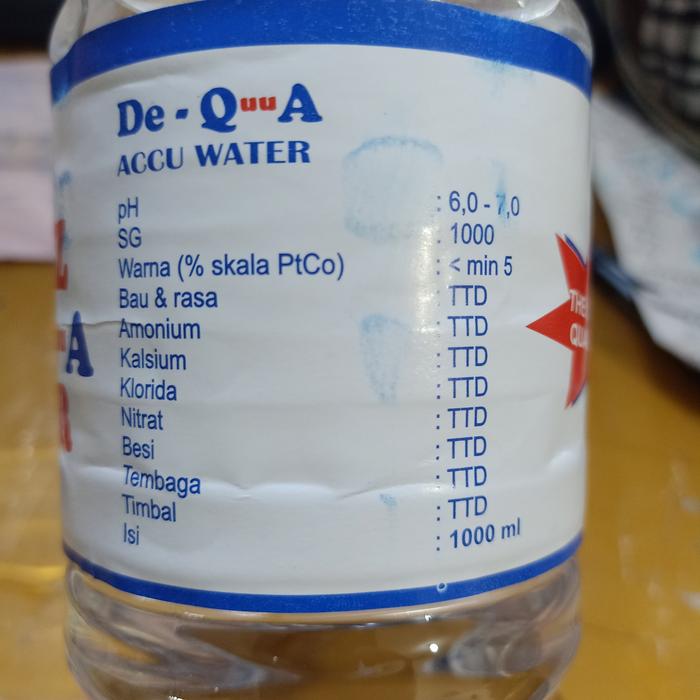 De - QuuA
ACCU WATER
pH : 6,0 - 7,0
SG : 1000
Warna (% skala PtCo) : < min 5
Bau & rasa : TTD
Amonium : TTD
Kalsium : TTD
Klorida : TTD
Nitrat : TTD
Besi : TTD
Tembaga : TTD
Timbal : TTD
Isi : 1000 ml